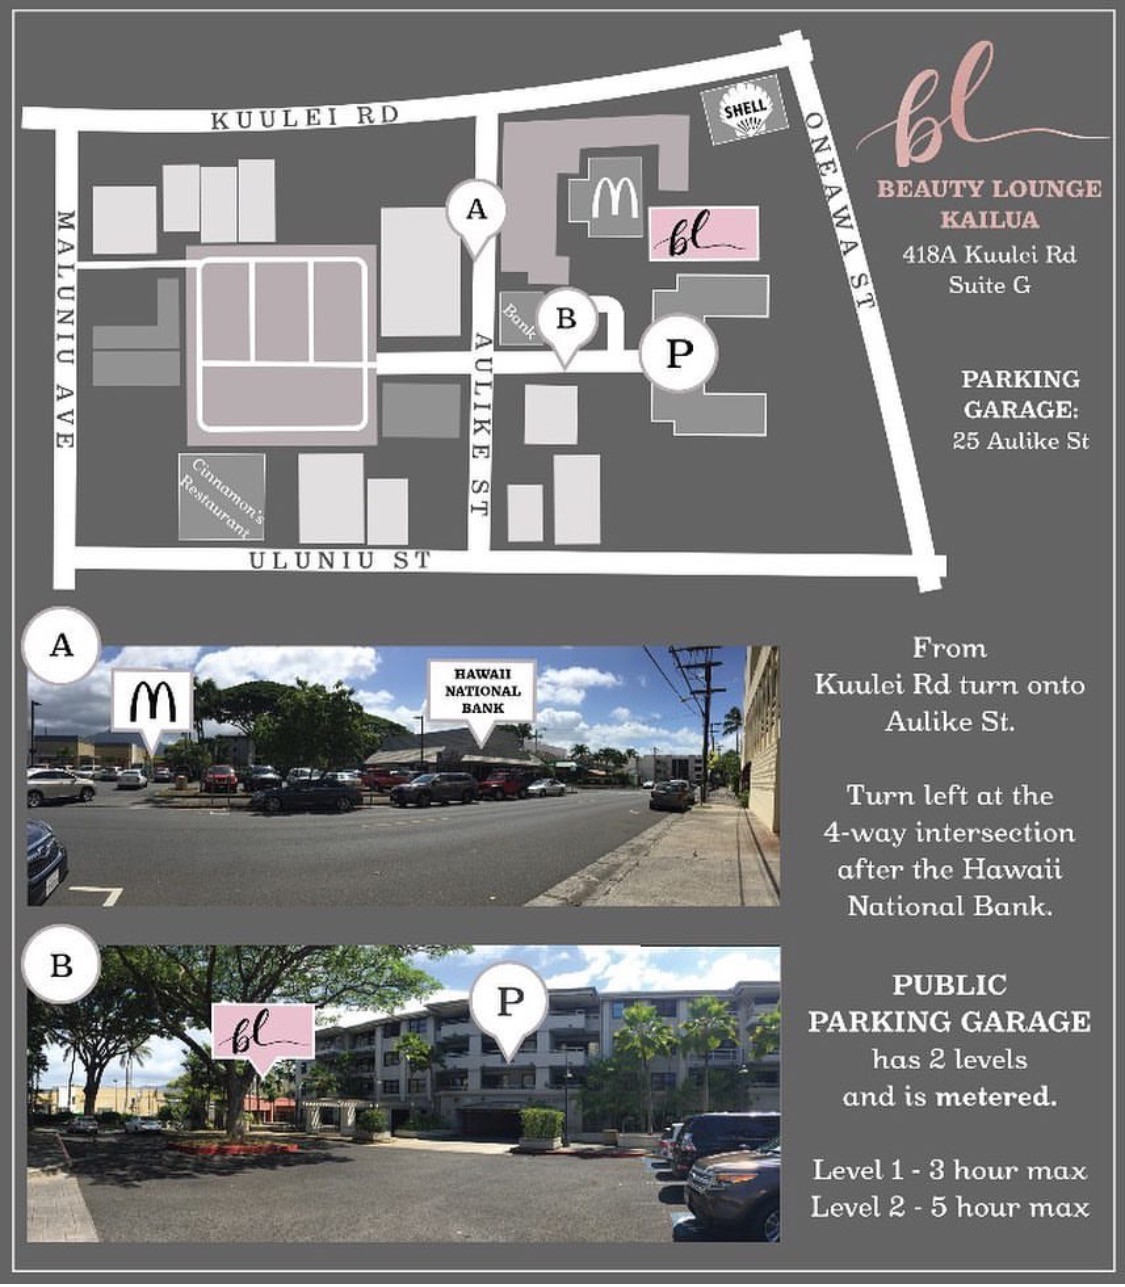 KUULEI RD
SHELL
bl
BEAUTY LOUNGE
KAILUA
418A Kuulei Rd
Suite G
ONEAWA ST
MALUNIU AVE
A
M
bl
Bank
B
P
AULIKE ST
PARKING
GARAGE:
25 Aulike St
Cinnamon's
Restaurant
ULUNIU ST
A
M
HAWAII
NATIONAL
BANK
From
Kuulei Rd turn onto
Aulike St.
Turn left at the
4-way intersection
after the Hawaii
National Bank.
B
bl
P
PUBLIC
PARKING GARAGE
has 2 levels
and is metered.
Level 1 - 3 hour max
Level 2 - 5 hour max